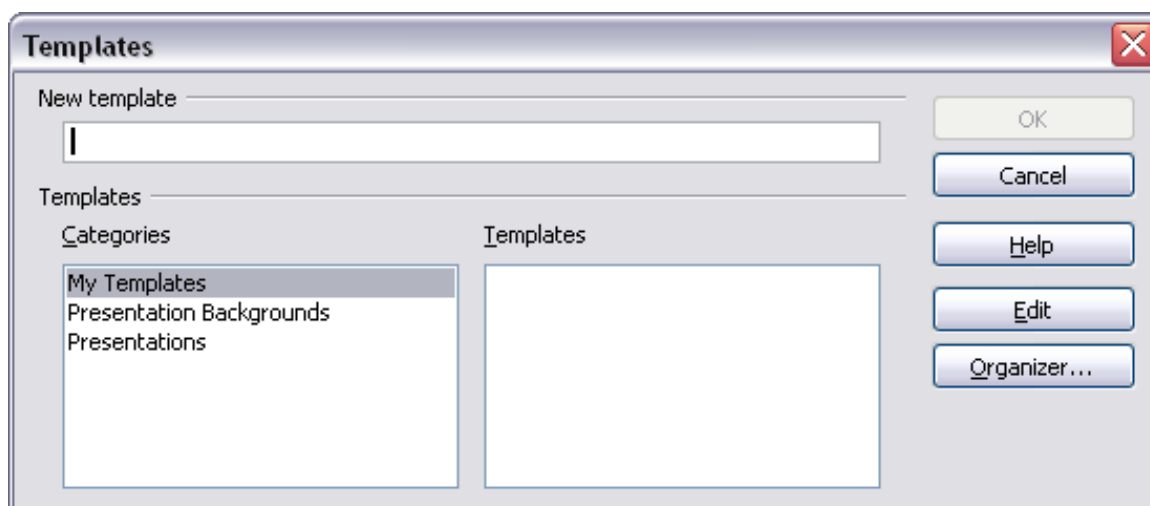 Templates
New template
OK
Cancel
Templates
Categories
Templates
Help
My Templates
Presentation Backgrounds
Presentations
Edit
Organizer...